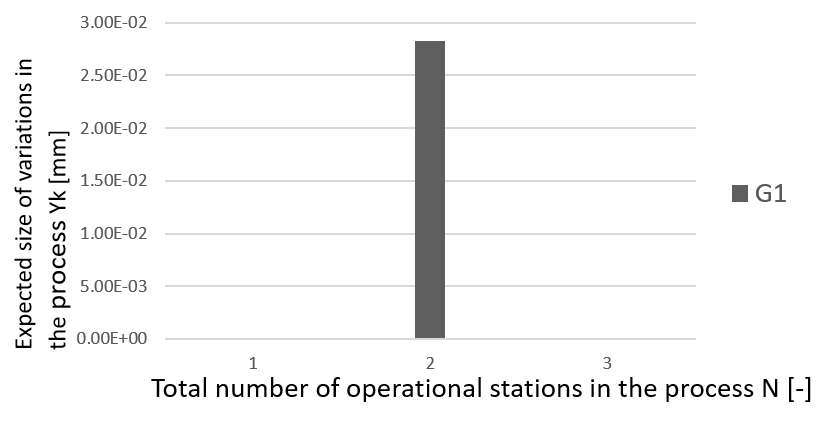 Expected size of variations in
the process Yk [mm]
3.00E-02
2.50E-02
2.00E-02
1.50E-02
1.00E-02
5.00E-03
0.00E+00
1 2 3
Total number of operational stations in the process N [-]
G1